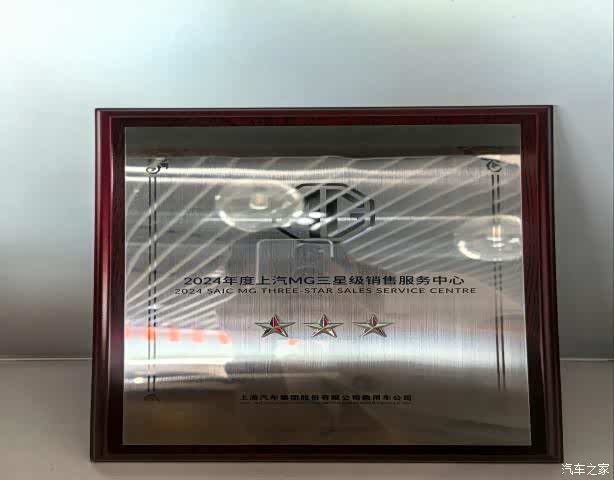 2024年度上汽MG三星级销售服务中心
2024 SAIC MG THREE-STAR SALES SERVICE CENTRE
上海汽车集团股份有限公司乘用车公司
汽车之家